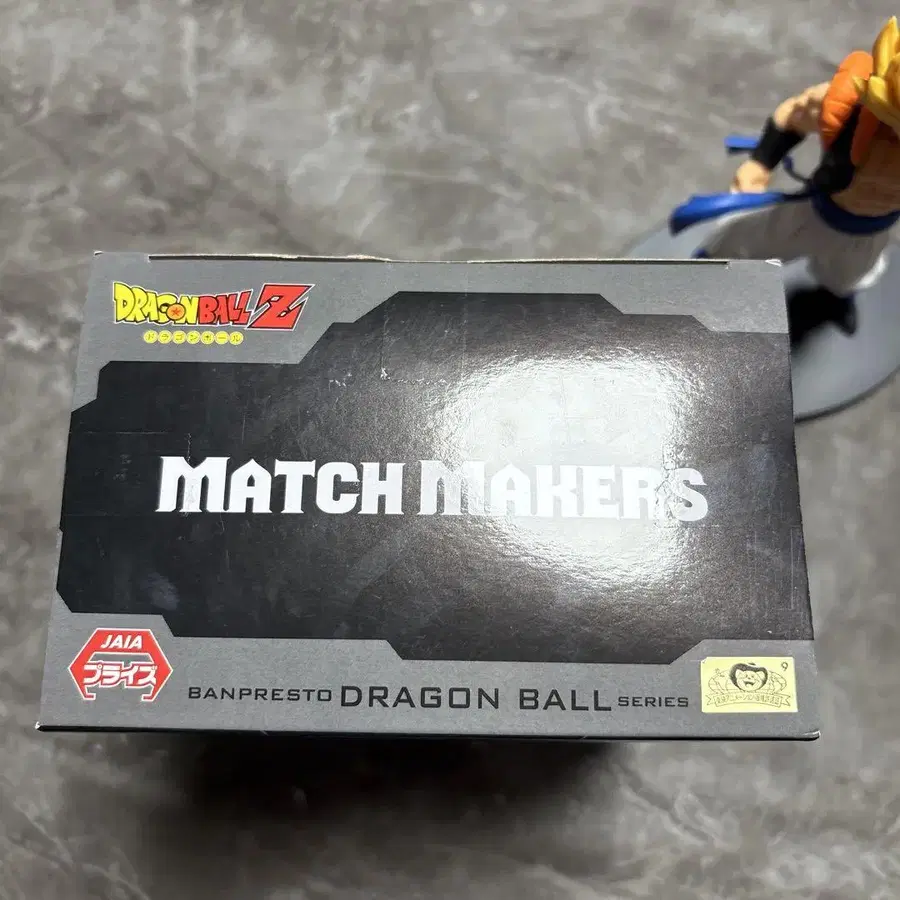 DRAGON BALL Z
ドラゴンボール
MATCH MAKERS
JAIA
プライズ
BANPRESTO DRAGON BALL SERIES
9